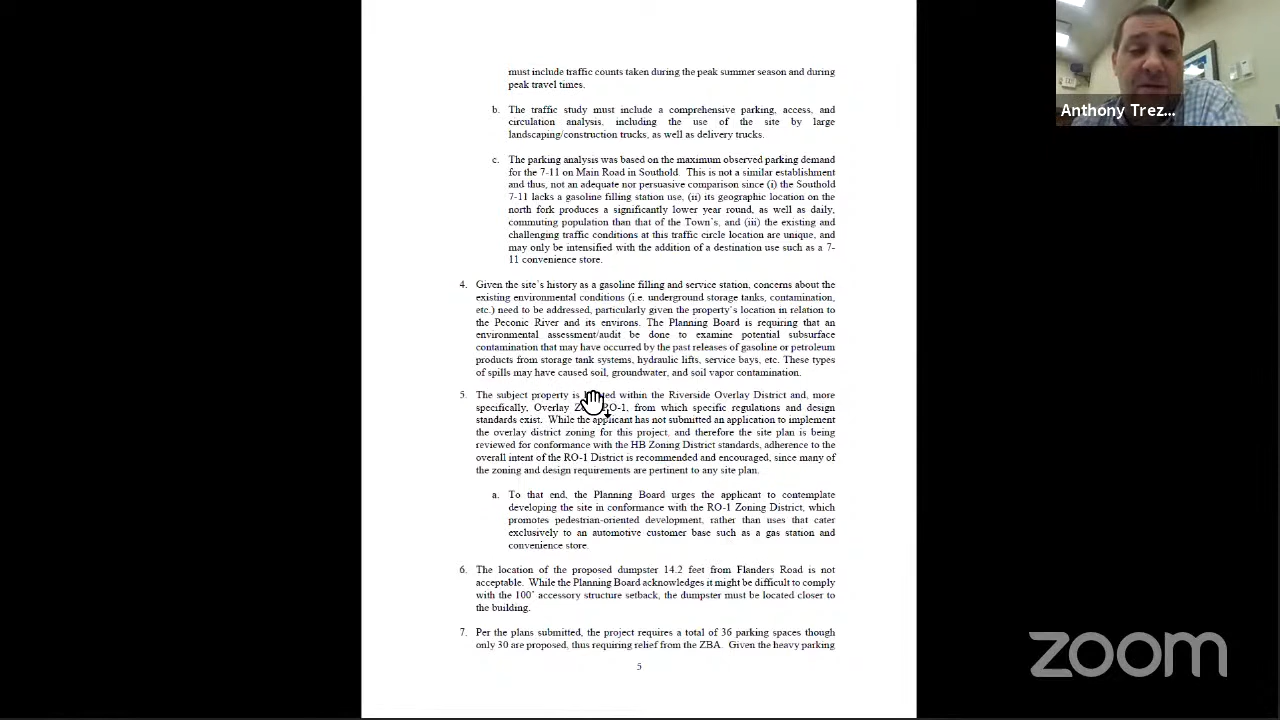 must include traffic counts taken during the peak summer season and during
peak travel times.
b. The traffic study must include a comprehensive parking, access, and
circulation analysis, including the use of the site by large
landscaping/construction trucks, as well as delivery trucks.
c. The parking analysis was based on the maximum observed parking demand
for the 7-11 on Main Road in Southold. This is not a similar establishment
and thus, not an adequate nor persuasive comparison since (i) the Southold
7-11 lacks a gasoline filling station use, (ii) its geographic location on the
north fork produces a significantly lower year round, as well as daily,
commuting population than that of the Town's, and (iii) the existing and
challenging traffic conditions at this traffic circle location are unique, and
may only be intensified with the addition of a destination use such as a 7-
11 convenience store.
4. Given the site's history as a gasoline filling and service station, concerns about the
existing environmental conditions (i.e. underground storage tanks, contamination,
etc.) need to be addressed, particularly given the property's location in relation to
the Peconic River and its environs. The Planning Board is requiring that an
environmental assessment/audit be done to examine potential subsurface
contamination that may have occurred by the past releases of gasoline or petroleum
products from storage tank systems, hydraulic lifts, service bays, etc. These types
of spills may have caused soil, groundwater, and soil vapor contamination.
5. The subject property is within the Riverside Overlay District and, more
specifically, Overlay RO-1, from which specific regulations and design
standards exist. While the applicant has not submitted an application to implement
the overlay district zoning for this project, and therefore the site plan is being
reviewed for conformance with the HB Zoning District standards, adherence to the
overall intent of the RO-1 District is recommended and encouraged, since many of
the zoning and design requirements are pertinent to any site plan.
a. To that end, the Planning Board urges the applicant to contemplate
developing the site in conformance with the RO-1 Zoning District, which
promotes pedestrian-oriented development, rather than uses that cater
exclusively to an automotive customer base such as a gas station and
convenience store.
6. The location of the proposed dumpster 14.2 feet from Flanders Road is not
acceptable. While the Planning Board acknowledges it might be difficult to comply
with the 100' accessory structure setback, the dumpster must be located closer to
the building.
7. Per the plans submitted, the project requires a total of 36 parking spaces though
only 30 are proposed, thus requiring relief from the ZBA. Given the heavy parking
5
Anthony Trez...
zoom